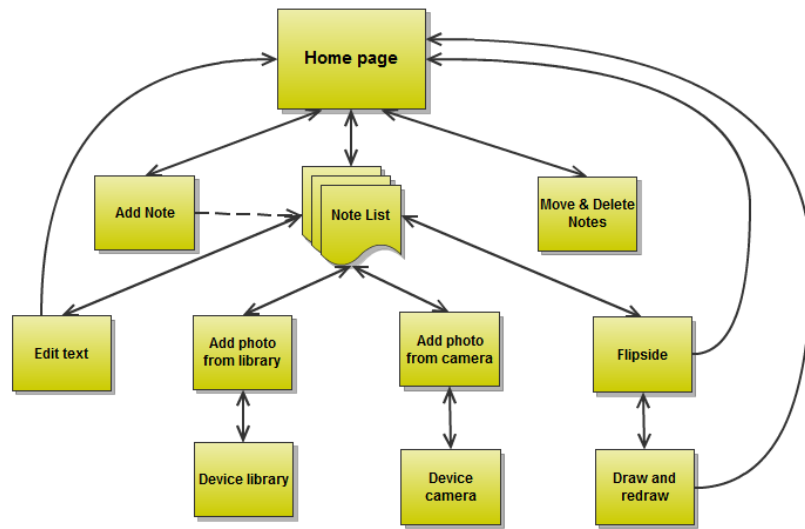 Home page
Add Note
Note List
Move & Delete
Notes
Edit text
Add photo
from library
Add photo
from camera
Flipside
Device library
Device
camera
Draw and
redraw